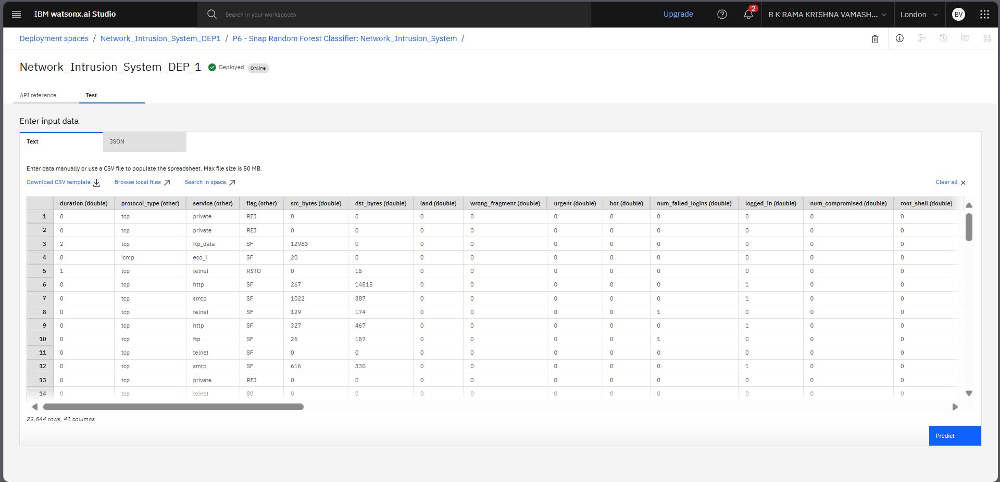 IBM watsonx.ai Studio Search in your workspaces Upgrade 2 B K RAMA KRISHNA VAMASH... London BV
Deployment spaces / Network_Intrusion_System_DEP1 / P6 - Snap Random Forest Classifier: Network_Intrusion_System /
Network_Intrusion_System_DEP_1 Deployed Online
API reference Test
Enter input data
Text JSON
Enter data manually or use a CSV file to populate the spreadsheet. Max file size is 50 MB.
Download CSV template Browse local files Search in space Clear all
duration (double) protocol_type (other) service (other) flag (other) src_bytes (double) dst_bytes (double) land (double) wrong_fragment (double) urgent (double) hot (double) num_failed_logins (double) logged_in (double) num_compromised (double) root_shell (double)
1 0 tcp private REJ 0 0 0 0 0 0 0 0 0 0
2 0 tcp private REJ 0 0 0 0 0 0 0 0 0 0
3 2 tcp ftp_data SF 12983 0 0 0 0 0 0 0 0 0
4 0 icmp eco_i SF 20 0 0 0 0 0 0 0 0 0
5 1 tcp telnet RSTO 0 15 0 0 0 0 0 0 0 0
6 0 tcp http SF 267 14515 0 0 0 0 0 1 0 0
7 0 tcp smtp SF 1022 387 0 0 0 0 0 1 0 0
8 0 tcp telnet SF 129 174 0 0 0 0 1 0 0 0
9 0 tcp http SF 327 467 0 0 0 0 0 1 0 0
10 0 tcp ftp SF 26 157 0 0 0 0 1 0 0 0
11 0 tcp telnet SF 0 0 0 0 0 0 0 0 0 0
12 0 tcp smtp SF 616 330 0 0 0 0 0 1 0 0
13 0 tcp private REJ 0 0 0 0 0 0 0 0 0 0
14 0 tcp telnet S0 0 0 0 0 0 0 0 0 0 0
22,544 rows, 41 columns
Predict